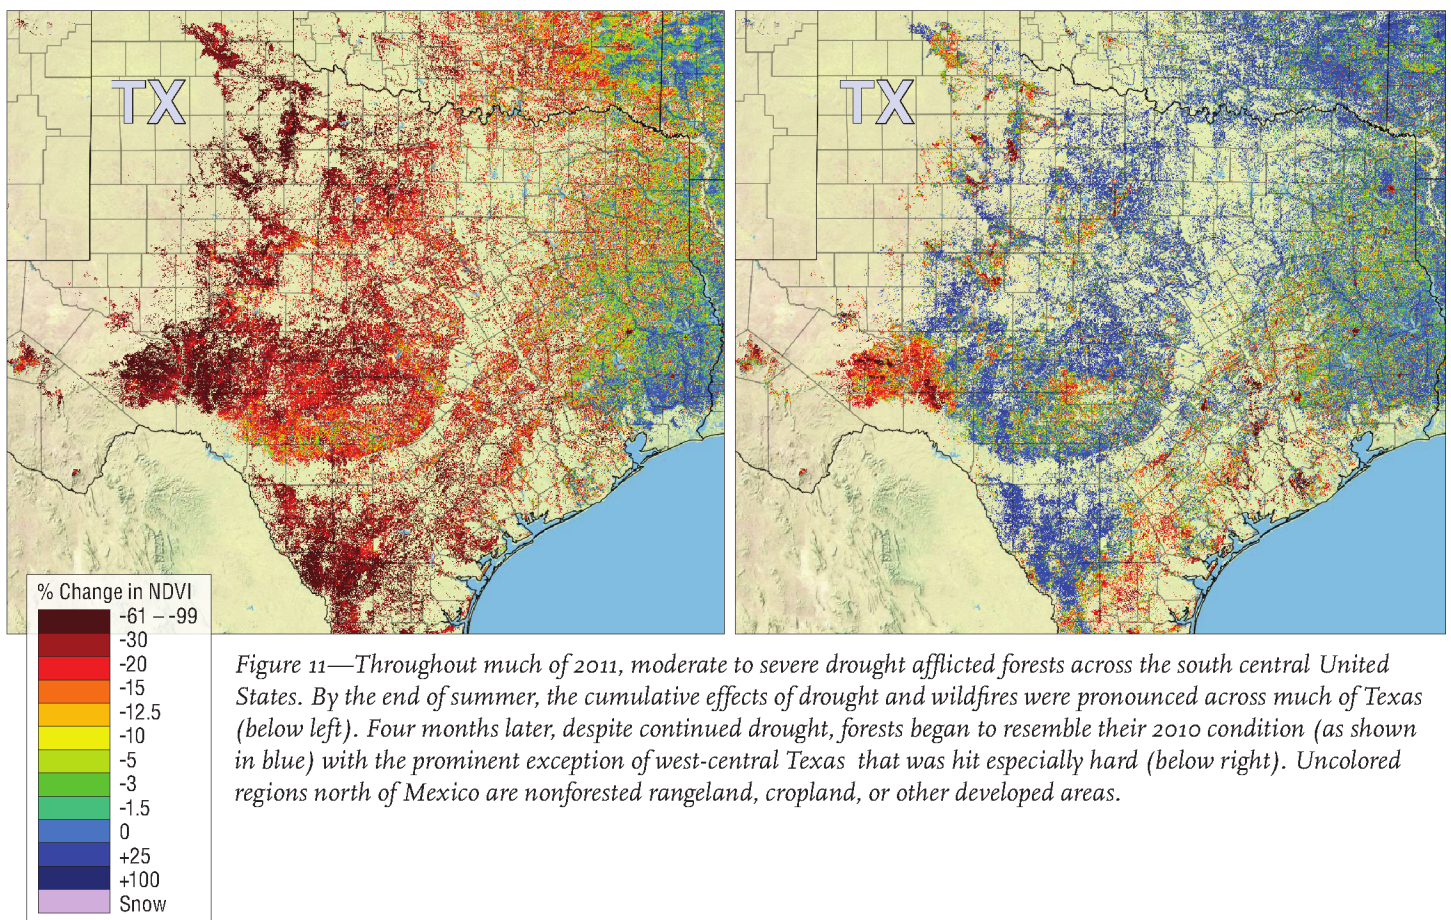 TX
TX
% Change in NDVI
-61 – -99
-30
-20
-15
-12.5
-10
-5
-3
-1.5
0
+25
+100
Snow
Figure 11—Throughout much of 2011, moderate to severe drought afflicted forests across the south central United
States. By the end of summer, the cumulative effects of drought and wildfires were pronounced across much of Texas
(below left). Four months later, despite continued drought, forests began to resemble their 2010 condition (as shown
in blue) with the prominent exception of west-central Texas that was hit especially hard (below right). Uncolored
regions north of Mexico are nonforested rangeland, cropland, or other developed areas.